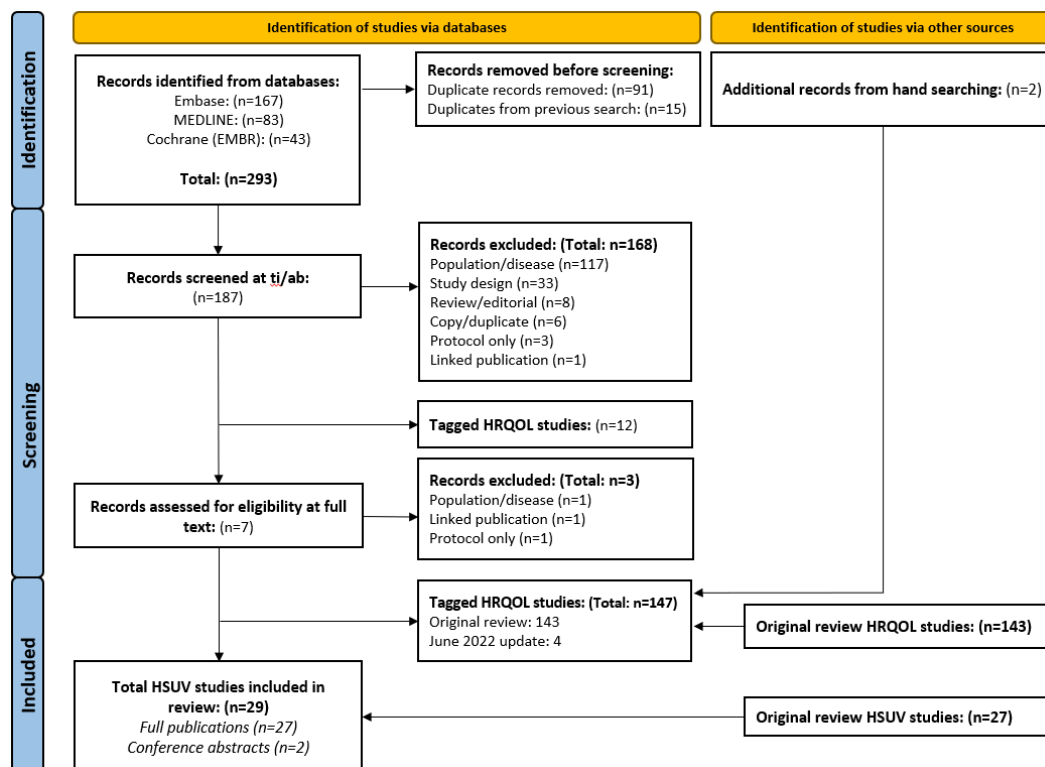 Identification of studies via databases
Identification of studies via other sources
Identification
Records identified from databases:
Embase: (n=167)
MEDLINE: (n=83)
Cochrane (EMBR): (n=43)
Total: (n=293)
Records removed before screening:
Duplicate records removed: (n=91)
Duplicates from previous search: (n=15)
Additional records from hand searching: (n=2)
Screening
Records screened at ti/ab:
(n=187)
Records excluded: (Total: n=168)
Population/disease (n=117)
Study design (n=33)
Review/editorial (n=8)
Copy/duplicate (n=6)
Protocol only (n=3)
Linked publication (n=1)
Tagged HRQOL studies: (n=12)
Records assessed for eligibility at full
text: (n=7)
Records excluded: (Total: n=3)
Population/disease (n=1)
Linked publication (n=1)
Protocol only (n=1)
Included
Tagged HRQOL studies: (Total: n=147)
Original review: 143
June 2022 update: 4
Original review HRQOL studies: (n=143)
Total HSUV studies included in
review: (n=29)
Full publications (n=27)
Conference abstracts (n=2)
Original review HSUV studies: (n=27)